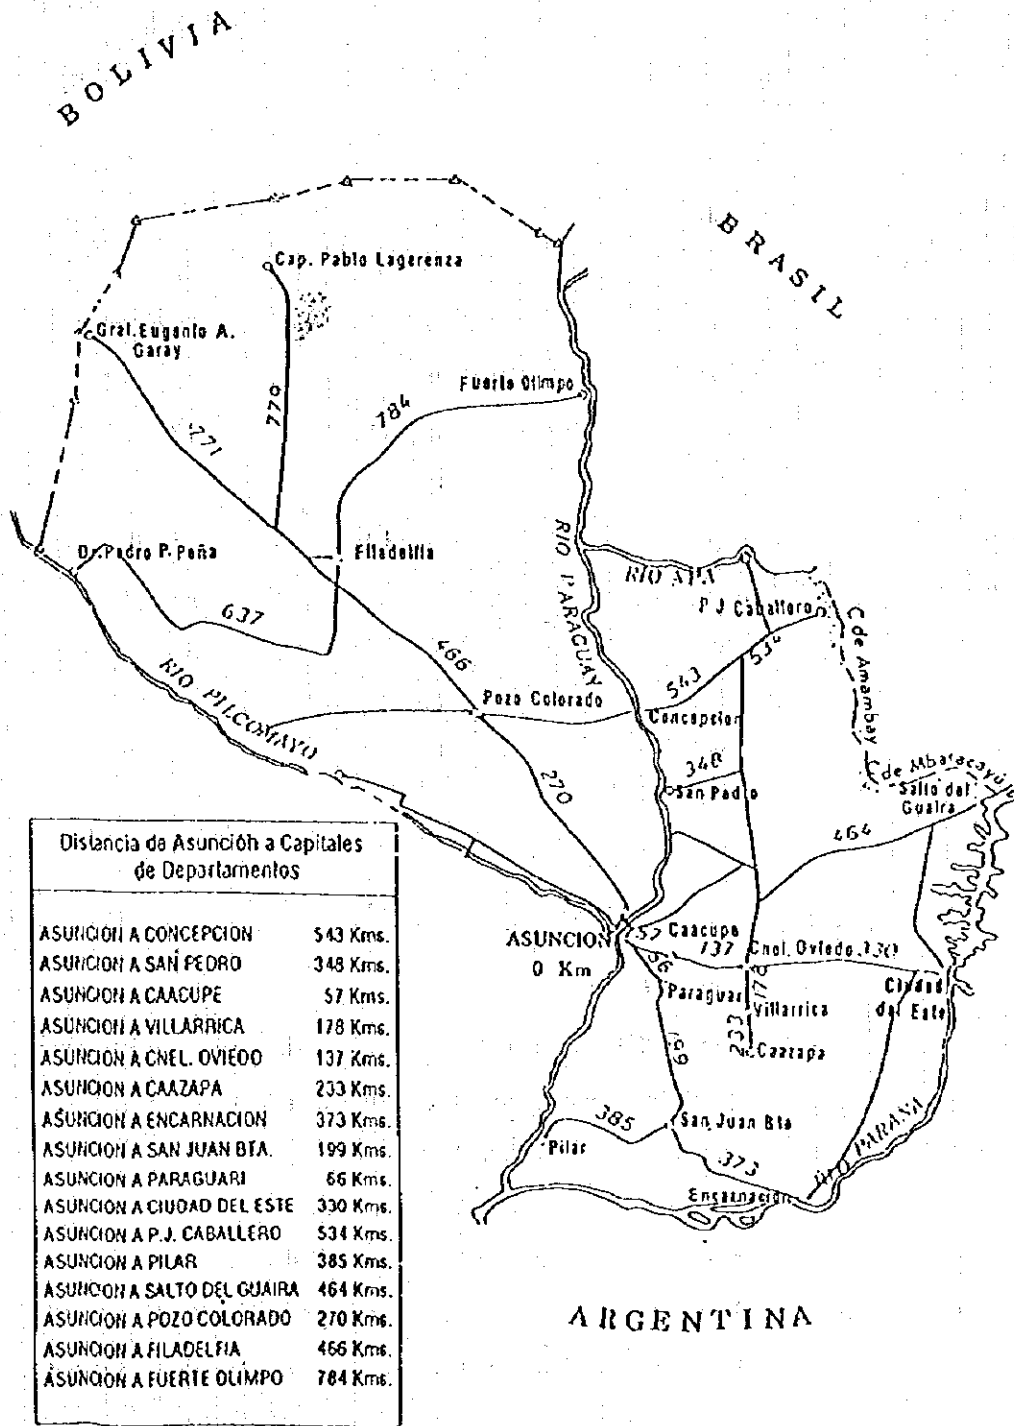 BOLIVIA
BRASIL
Cap. Pablo Lagerenza
Gral. Eugenio A.
Garay
Fuerte Olimpo
784
779
771
Dr. Pedro P. Peña
Filadelfia
RIO PARAGUAY
RIO APA
P J Caballero
C de Amambay
637
466
543
534
RIO PILCOMAYO
Pozo Colorado
Concepcion
270
348
San Pedro
C de Mbaracayú
Salto del
Guaira
464
Distancia de Asunción a Capitales
de Departamentos
ASUNCION A CONCEPCION 543 Kms.
ASUNCION A SAN PEDRO 348 Kms.
ASUNCION A CAACUPE 57 Kms.
ASUNCION A VILLARRICA 178 Kms.
ASUNCION A CNEL. OVIEDO 137 Kms.
ASUNCION A CAAZAPA 233 Kms.
ASUNCION A ENCARNACION 373 Kms.
ASUNCION A SAN JUAN BTA. 199 Kms.
ASUNCION A PARAGUARI 66 Kms.
ASUNCION A CIUDAD DEL ESTE 330 Kms.
ASUNCION A P.J. CABALLERO 534 Kms.
ASUNCION A PILAR 385 Kms.
ASUNCION A SALTO DEL GUAIRA 464 Kms.
ASUNCION A POZO COLORADO 270 Kms.
ASUNCION A FILADELFIA 466 Kms.
ASUNCION A FUERTE OLIMPO 784 Kms.
ASUNCION
0 Km
57
Caacupe
137
Cnel. Oviedo
330
Paraguari
178
Villarrica
Ciudad
del Este
199
233
Caazapa
385
San Juan Bta
Pilar
373
RIO PARANA
Encarnación
ARGENTINA